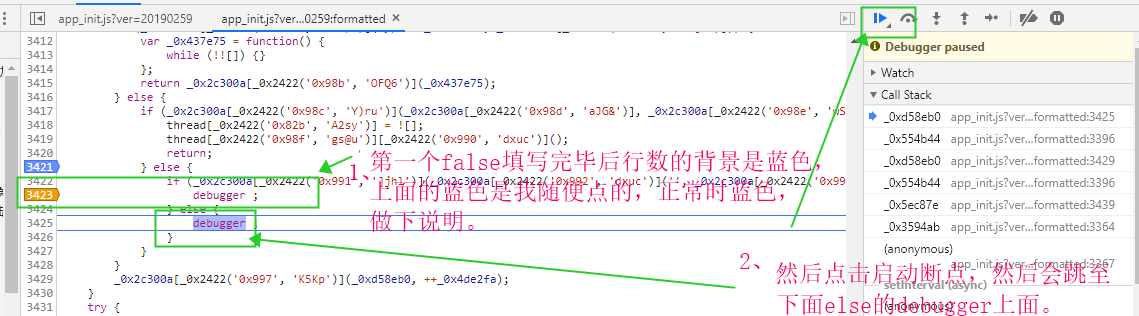 app_init.js?ver=20190259
app_init.js?ver...0259:formatted ×
Debugger paused
Watch
Call Stack
3412 var _0x437e75 = function() {
3413 while (!![]) {}
3414 };
3415 return _0x2c300a[_0x2422('0x98b', 'OFQ6')](_0x437e75);
3416 } else {
3417 if (_0x2c300a[_0x2422('0x98c', 'Y)ru')](_0x2c300a[_0x2422('0x98d', 'aJG&')], _0x2c300a[_0x2422('0x98e',
3418 thread[_0x2422('0x82b', 'A2sy')] = ![];
3419 thread[_0x2422('0x98f', 'gs@u')][_0x2422('0x990', 'dxuc')]();
3420 return;
3421 } else {
3422 if (_0x2c300a[_0x2422('0x991',
3423 debugger ;
3424 } else {
3425 debugger
3426 }
3427 }
3428 }
3429 _0x2c300a[_0x2422('0x997', 'K5Kp')](_0xd58eb0, ++_0x4de2fa);
3430 }
3431 try {
_0xd58eb0 app_init.js?ver...formatted:3425
_0x554b44 app_init.js?ver...formatted:3396
_0xd58eb0 app_init.js?ver...formatted:3429
_0x554b44 app_init.js?ver...formatted:3396
_0x5ec87e app_init.js?ver...formatted:3439
_0x3594ab app_init.js?ver...formatted:3364
(anonymous)
app_init.js?ver...formatted:3367
setInterval (async)
(anonymous)
1、
第一个false填写完毕后行数的背景是蓝色，
上面的蓝色是我随便点的，正常时蓝色，
做下说明。
2、
然后点击启动断点，然后会跳至
下面else的debugger上面。